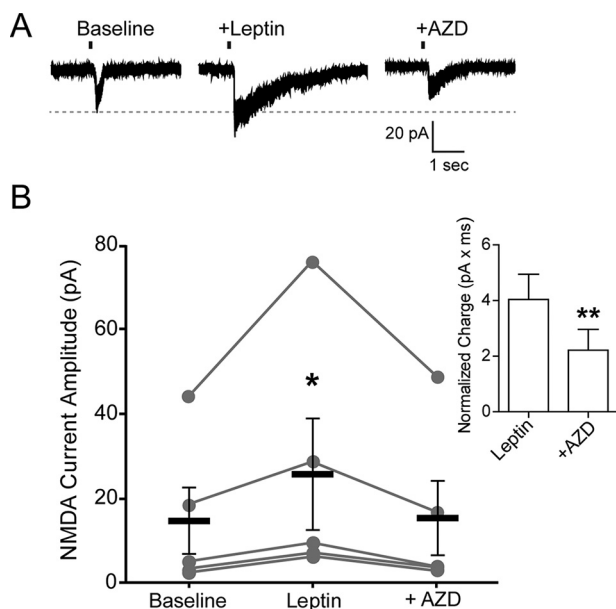 A
Baseline
+Leptin
+AZD
20 pA
1 sec
B
NMDA Current Amplitude (pA)
80
60
40
20
0
*
Baseline
Leptin
+ AZD
Normalized Charge (pA x ms)
6
4
2
0
**
Leptin
+AZD